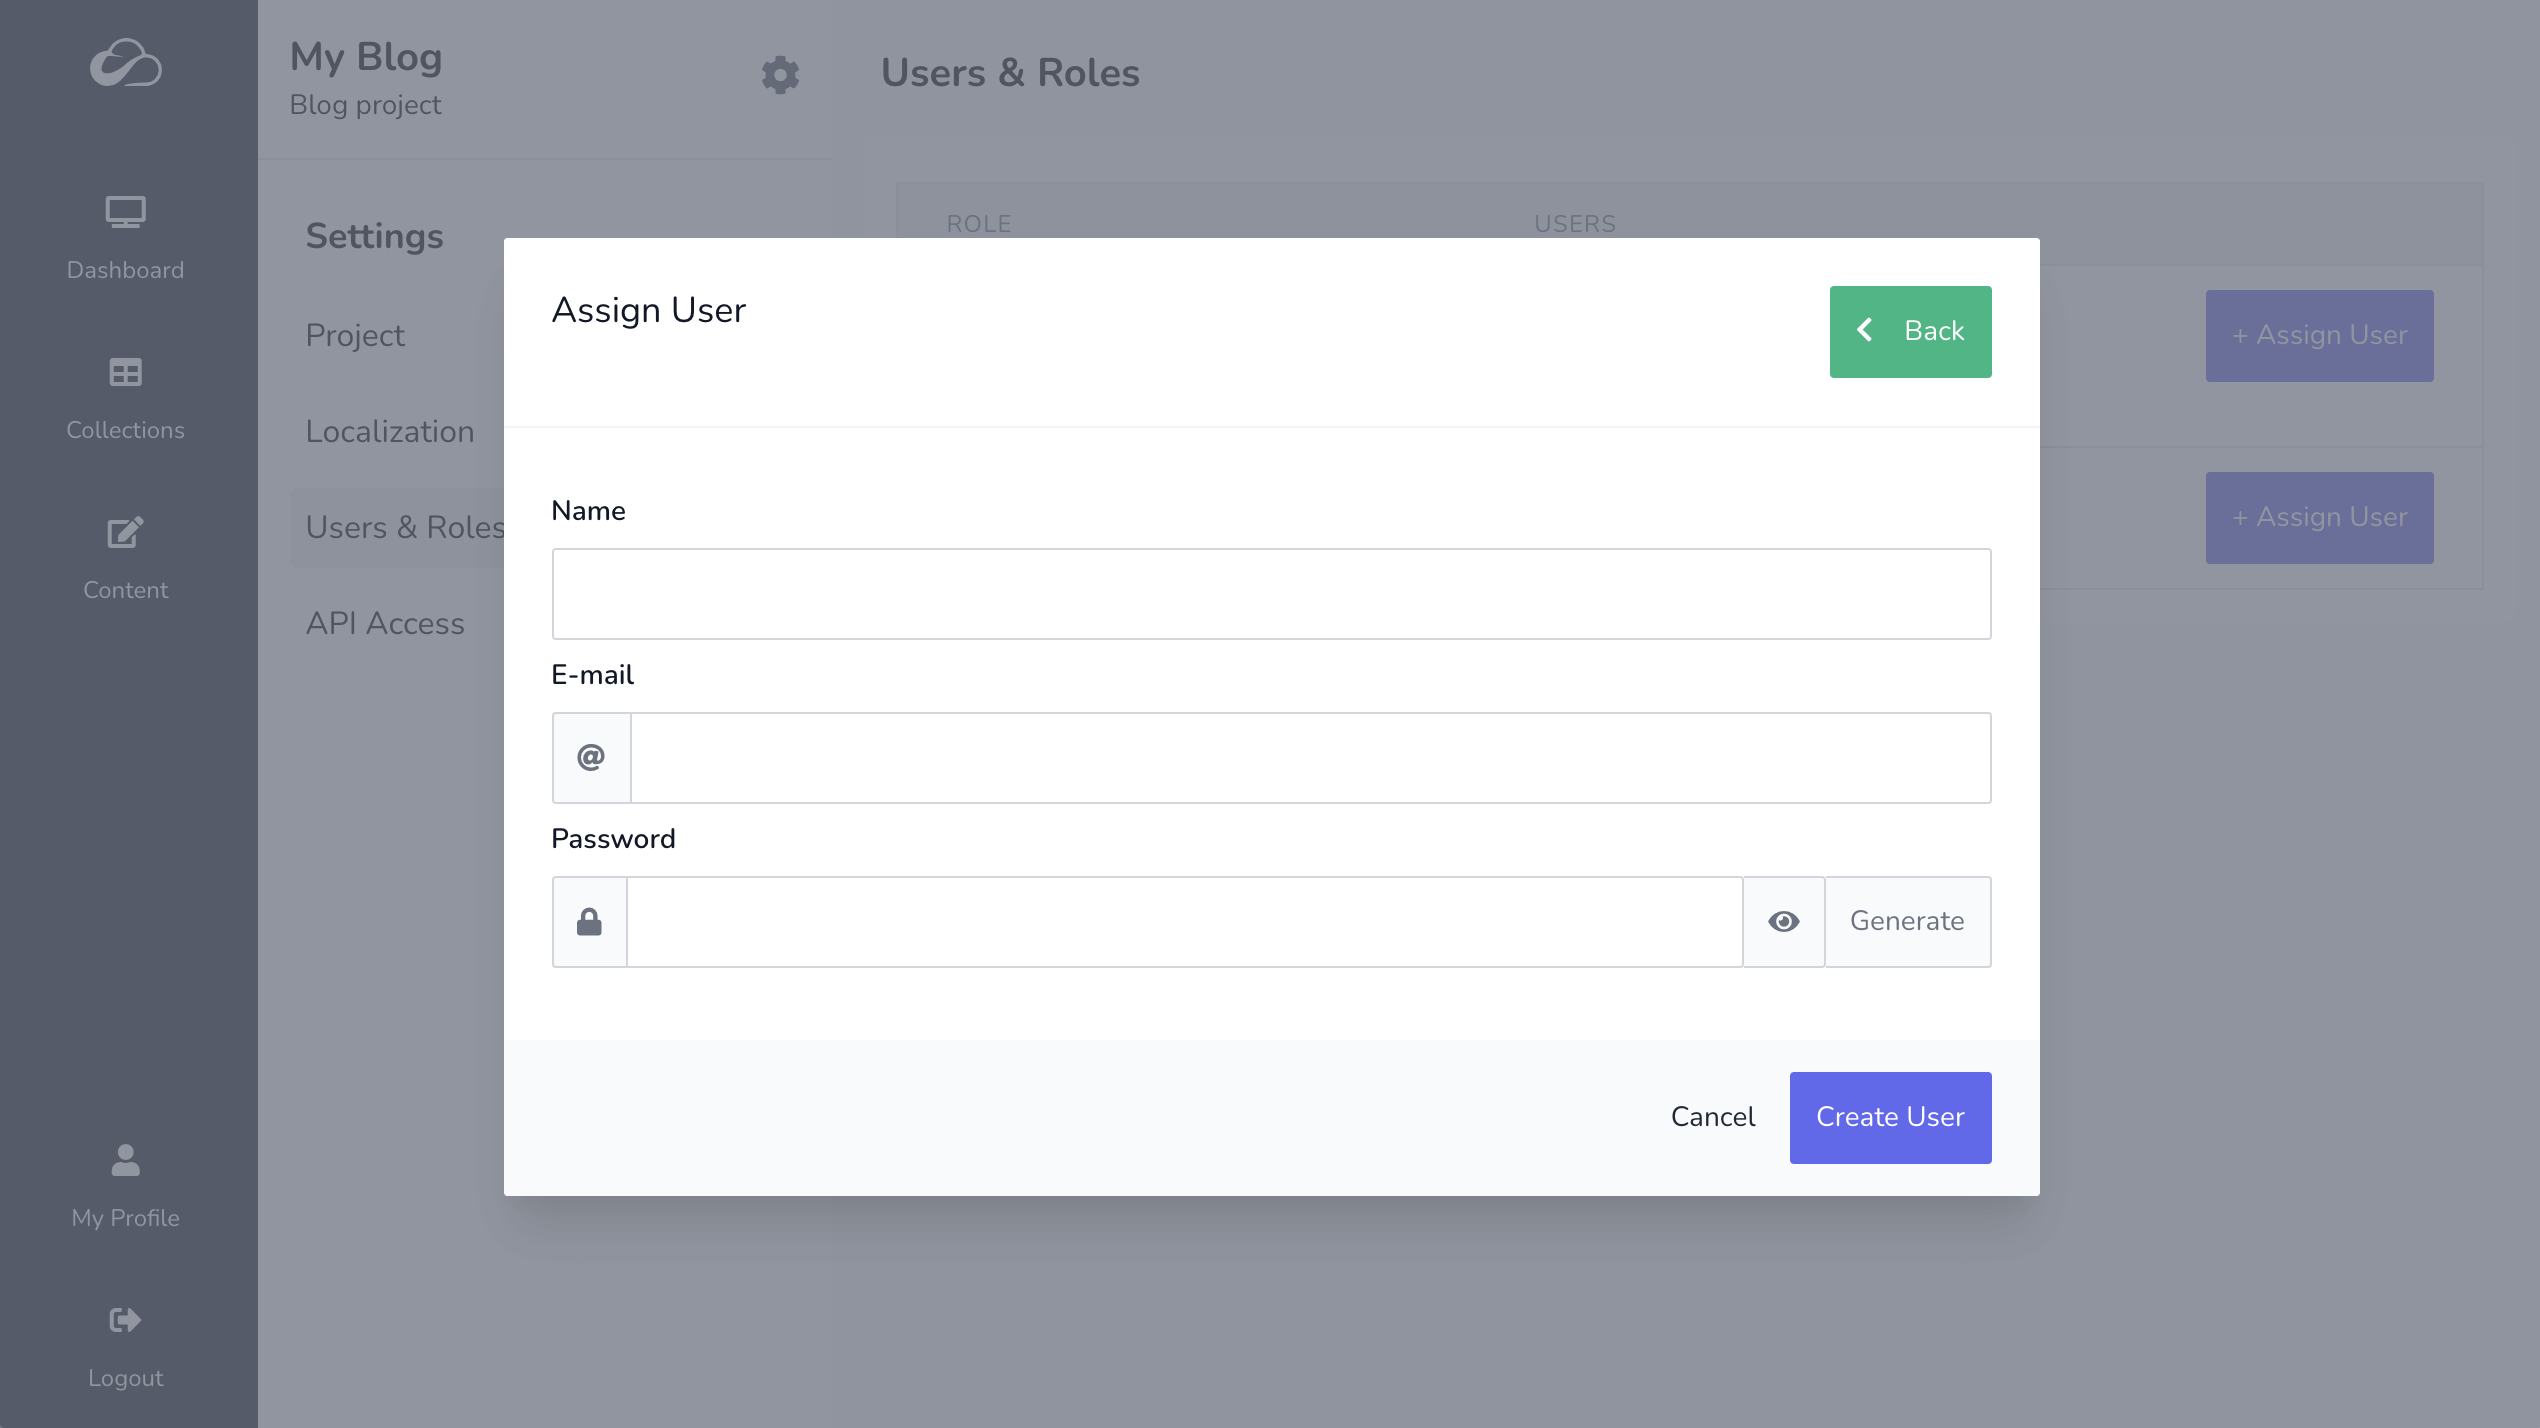 My Blog
Blog project
Users & Roles
Dashboard
Collections
Content
My Profile
Logout
Settings
Project
Localization
Users & Roles
API Access
ROLE
USERS
+ Assign User
+ Assign User
Assign User
Back
Name
E-mail
@
Password
Generate
Cancel
Create User